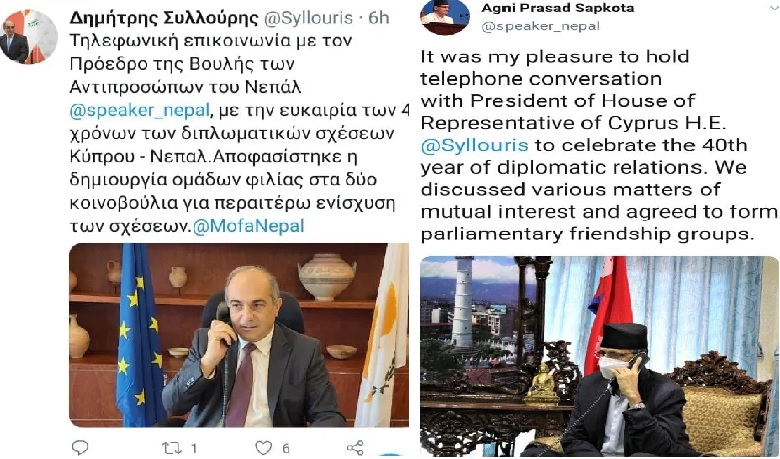 Δημήτρης Συλλούρης @Syllouris · 6h
Τηλεφωνική επικοινωνία με τον
Πρόεδρο της Βουλής των
Αντιπροσώπων του Νεπάλ
@speaker_nepal, με την ευκαιρία των 4
χρόνων των διπλωματικών σχέσεων
Κύπρου - Νεπαλ.Αποφασίστηκε η
δημιουργία ομάδων φιλίας στα δύο
κοινοβούλια για περαιτέρω ενίσχυση
των σχέσεων.@MofaNepal
1 6
Agni Prasad Sapkota
@speaker_nepal
It was my pleasure to hold
telephone conversation
with President of House of
Representative of Cyprus H.E.
@Syllouris to celebrate the 40th
year of diplomatic relations. We
discussed various matters of
mutual interest and agreed to form
parliamentary friendship groups.